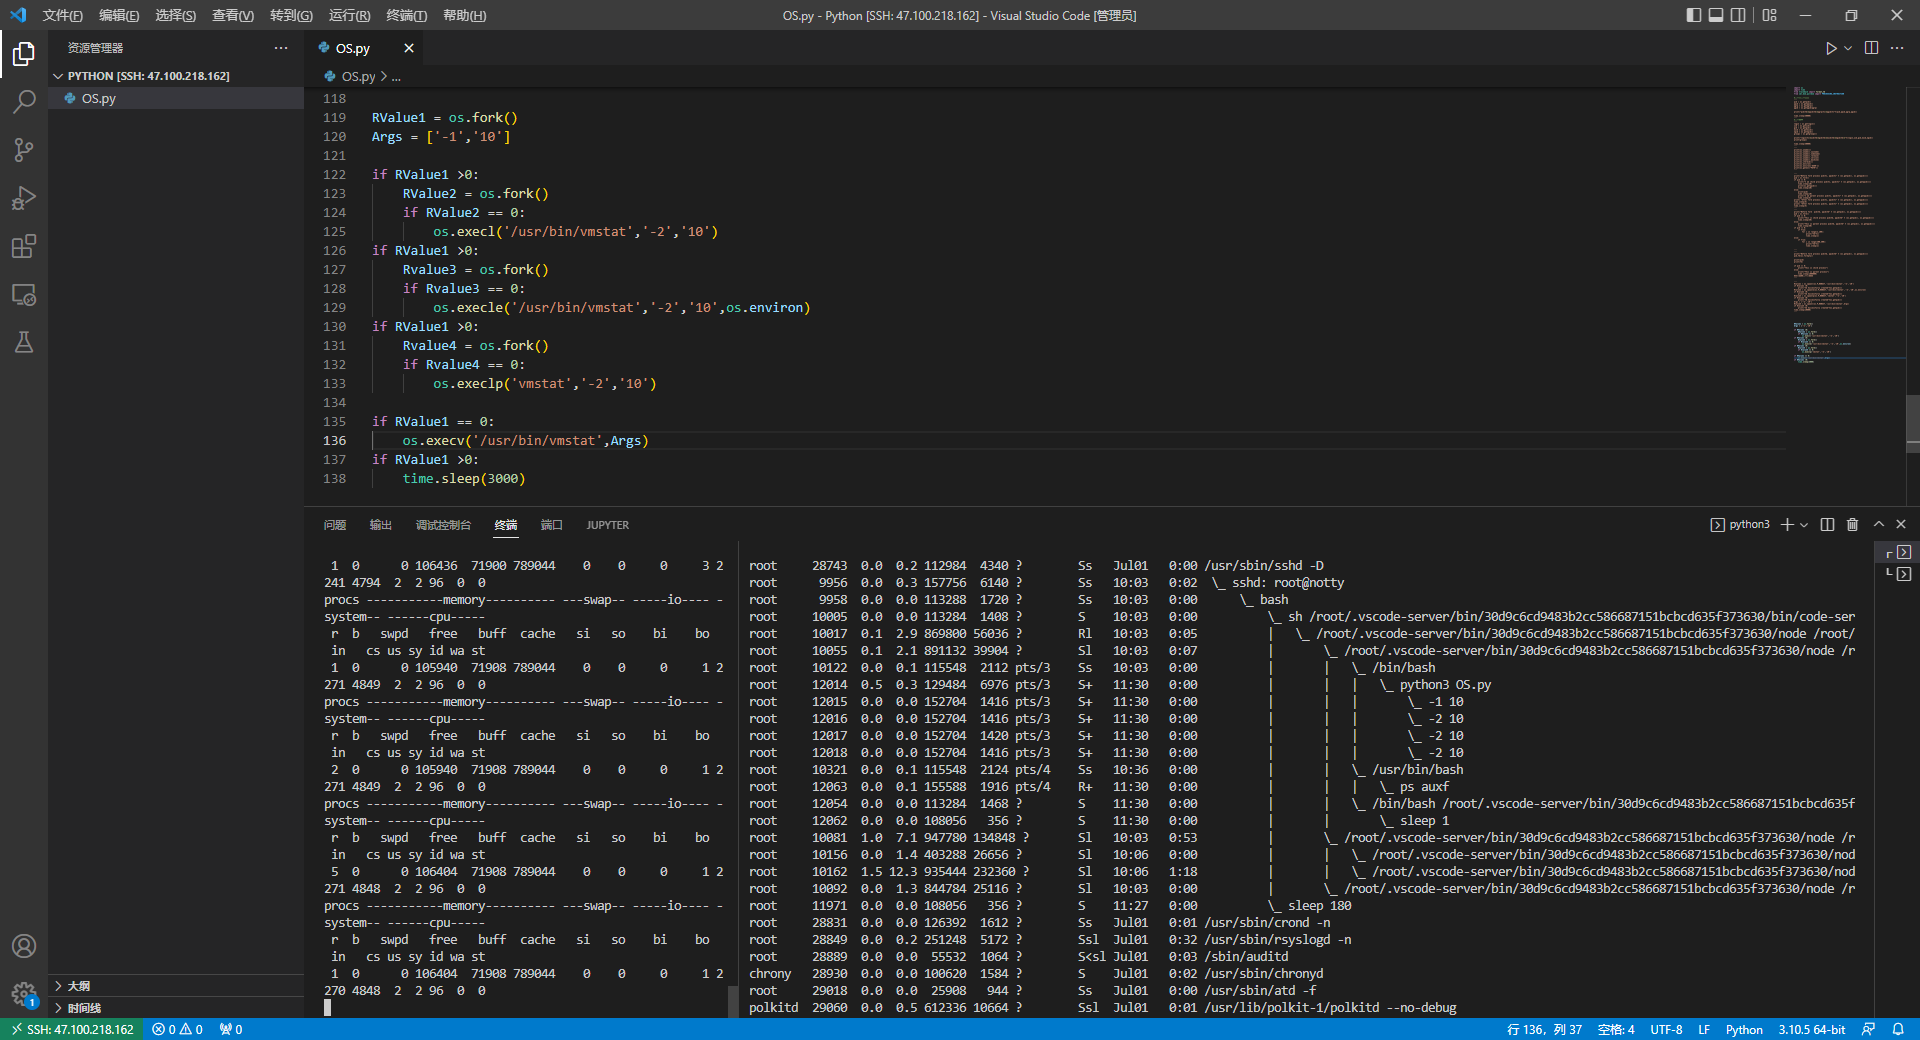 文件(F) 编辑(E) 选择(S) 查看(V) 转到(G) 运行(R) 终端(T) 帮助(H)
OS.py - Python [SSH: 47.100.218.162] - Visual Studio Code [管理员]
资源管理器
PYTHON [SSH: 47.100.218.162]
OS.py
大纲
时间线
OS.py
OS.py > ...
118
119 RValue1 = os.fork()
120 Args = ['-1','10']
121
122 if RValue1 >0:
123 RValue2 = os.fork()
124 if RValue2 == 0:
125 os.execl('/usr/bin/vmstat','-2','10')
126 if RValue1 >0:
127 Rvalue3 = os.fork()
128 if Rvalue3 == 0:
129 os.execle('/usr/bin/vmstat','-2','10',os.environ)
130 if RValue1 >0:
131 Rvalue4 = os.fork()
132 if Rvalue4 == 0:
133 os.execlp('vmstat','-2','10')
134
135 if RValue1 == 0:
136 os.execv('/usr/bin/vmstat',Args)
137 if RValue1 >0:
138 time.sleep(3000)
问题 输出 调试控制台 终端 端口 JUPYTER
python3
1 0 0 106436 71900 789044 0 0 0 3 2
241 4794 2 2 96 0 0
procs -----------memory---------- ---swap-- -----io---- -
system-- ------cpu-----
r b swpd free buff cache si so bi bo
in cs us sy id wa st
1 0 0 105940 71908 789044 0 0 0 1 2
271 4849 2 2 96 0 0
procs -----------memory---------- ---swap-- -----io---- -
system-- ------cpu-----
r b swpd free buff cache si so bi bo
in cs us sy id wa st
2 0 0 105940 71908 789044 0 0 0 1 2
271 4849 2 2 96 0 0
procs -----------memory---------- ---swap-- -----io---- -
system-- ------cpu-----
r b swpd free buff cache si so bi bo
in cs us sy id wa st
5 0 0 106404 71908 789044 0 0 0 1 2
271 4848 2 2 96 0 0
procs -----------memory---------- ---swap-- -----io---- -
system-- ------cpu-----
r b swpd free buff cache si so bi bo
in cs us sy id wa st
1 0 0 106404 71908 789044 0 0 0 1 2
270 4848 2 2 96 0 0
root 28743 0.0 0.2 112984 4340 ? Ss Jul01 0:00 /usr/sbin/sshd -D
root 9956 0.0 0.3 157756 6140 ? Ss 10:03 0:02 \_ sshd: root@notty
root 9958 0.0 0.0 113288 1720 ? Ss 10:03 0:00 \_ bash
root 10005 0.0 0.0 113284 1408 ? S 10:03 0:00 \_ sh /root/.vscode-server/bin/30d9c6cd9483b2cc586687151bcbcd635f373630/bin/code-ser
root 10017 0.1 2.9 869800 56036 ? Rl 10:03 0:05 | \_ /root/.vscode-server/bin/30d9c6cd9483b2cc586687151bcbcd635f373630/node /root/
root 10055 0.1 2.1 891132 39904 ? Sl 10:03 0:07 | \_ /root/.vscode-server/bin/30d9c6cd9483b2cc586687151bcbcd635f373630/node /r
root 10122 0.0 0.1 115548 2112 pts/3 Ss 10:03 0:00 | | \_ /bin/bash
root 12014 0.5 0.3 129484 6976 pts/3 S+ 11:30 0:00 | | | \_ python3 OS.py
root 12015 0.0 0.0 152704 1416 pts/3 S+ 11:30 0:00 | | | \_ -1 10
root 12016 0.0 0.0 152704 1416 pts/3 S+ 11:30 0:00 | | | \_ -2 10
root 12017 0.0 0.0 152704 1420 pts/3 S+ 11:30 0:00 | | | \_ -2 10
root 12018 0.0 0.0 152704 1416 pts/3 S+ 11:30 0:00 | | | \_ -2 10
root 10321 0.0 0.1 115548 2124 pts/4 Ss 10:36 0:00 | | \_ /usr/bin/bash
root 12063 0.0 0.1 155588 1916 pts/4 R+ 11:30 0:00 | | | \_ ps auxf
root 12054 0.0 0.0 113284 1468 ? S 11:30 0:00 | | \_ /bin/bash /root/.vscode-server/bin/30d9c6cd9483b2cc586687151bcbcd635f
root 12062 0.0 0.0 108056 356 ? S 11:30 0:00 | | \_ sleep 1
root 10081 1.0 7.1 947780 134848 ? Sl 10:03 0:53 | \_ /root/.vscode-server/bin/30d9c6cd9483b2cc586687151bcbcd635f373630/node /r
root 10156 0.0 1.4 403288 26656 ? Sl 10:06 0:00 | | \_ /root/.vscode-server/bin/30d9c6cd9483b2cc586687151bcbcd635f373630/nod
root 10162 1.5 12.3 935444 232360 ? Sl 10:06 1:18 | | \_ /root/.vscode-server/bin/30d9c6cd9483b2cc586687151bcbcd635f373630/nod
root 10092 0.0 1.3 844784 25116 ? Sl 10:03 0:00 | \_ /root/.vscode-server/bin/30d9c6cd9483b2cc586687151bcbcd635f373630/node /r
root 11971 0.0 0.0 108056 356 ? S 11:27 0:00 \_ sleep 180
root 28831 0.0 0.0 126392 1612 ? Ss Jul01 0:01 /usr/sbin/crond -n
root 28849 0.0 0.2 251248 5172 ? Ssl Jul01 0:32 /usr/sbin/rsyslogd -n
root 28889 0.0 0.0 55532 1064 ? S<sl Jul01 0:03 /sbin/auditd
chrony 28930 0.0 0.0 100620 1584 ? S Jul01 0:02 /usr/sbin/chronyd
root 29018 0.0 0.0 25908 944 ? Ss Jul01 0:00 /usr/sbin/atd -f
polkitd 29060 0.0 0.5 612336 10664 ? Ssl Jul01 0:01 /usr/lib/polkit-1/polkitd --no-debug
1
SSH: 47.100.218.162 0 0 0
行 136，列 37 空格: 4 UTF-8 LF Python 3.10.5 64-bit